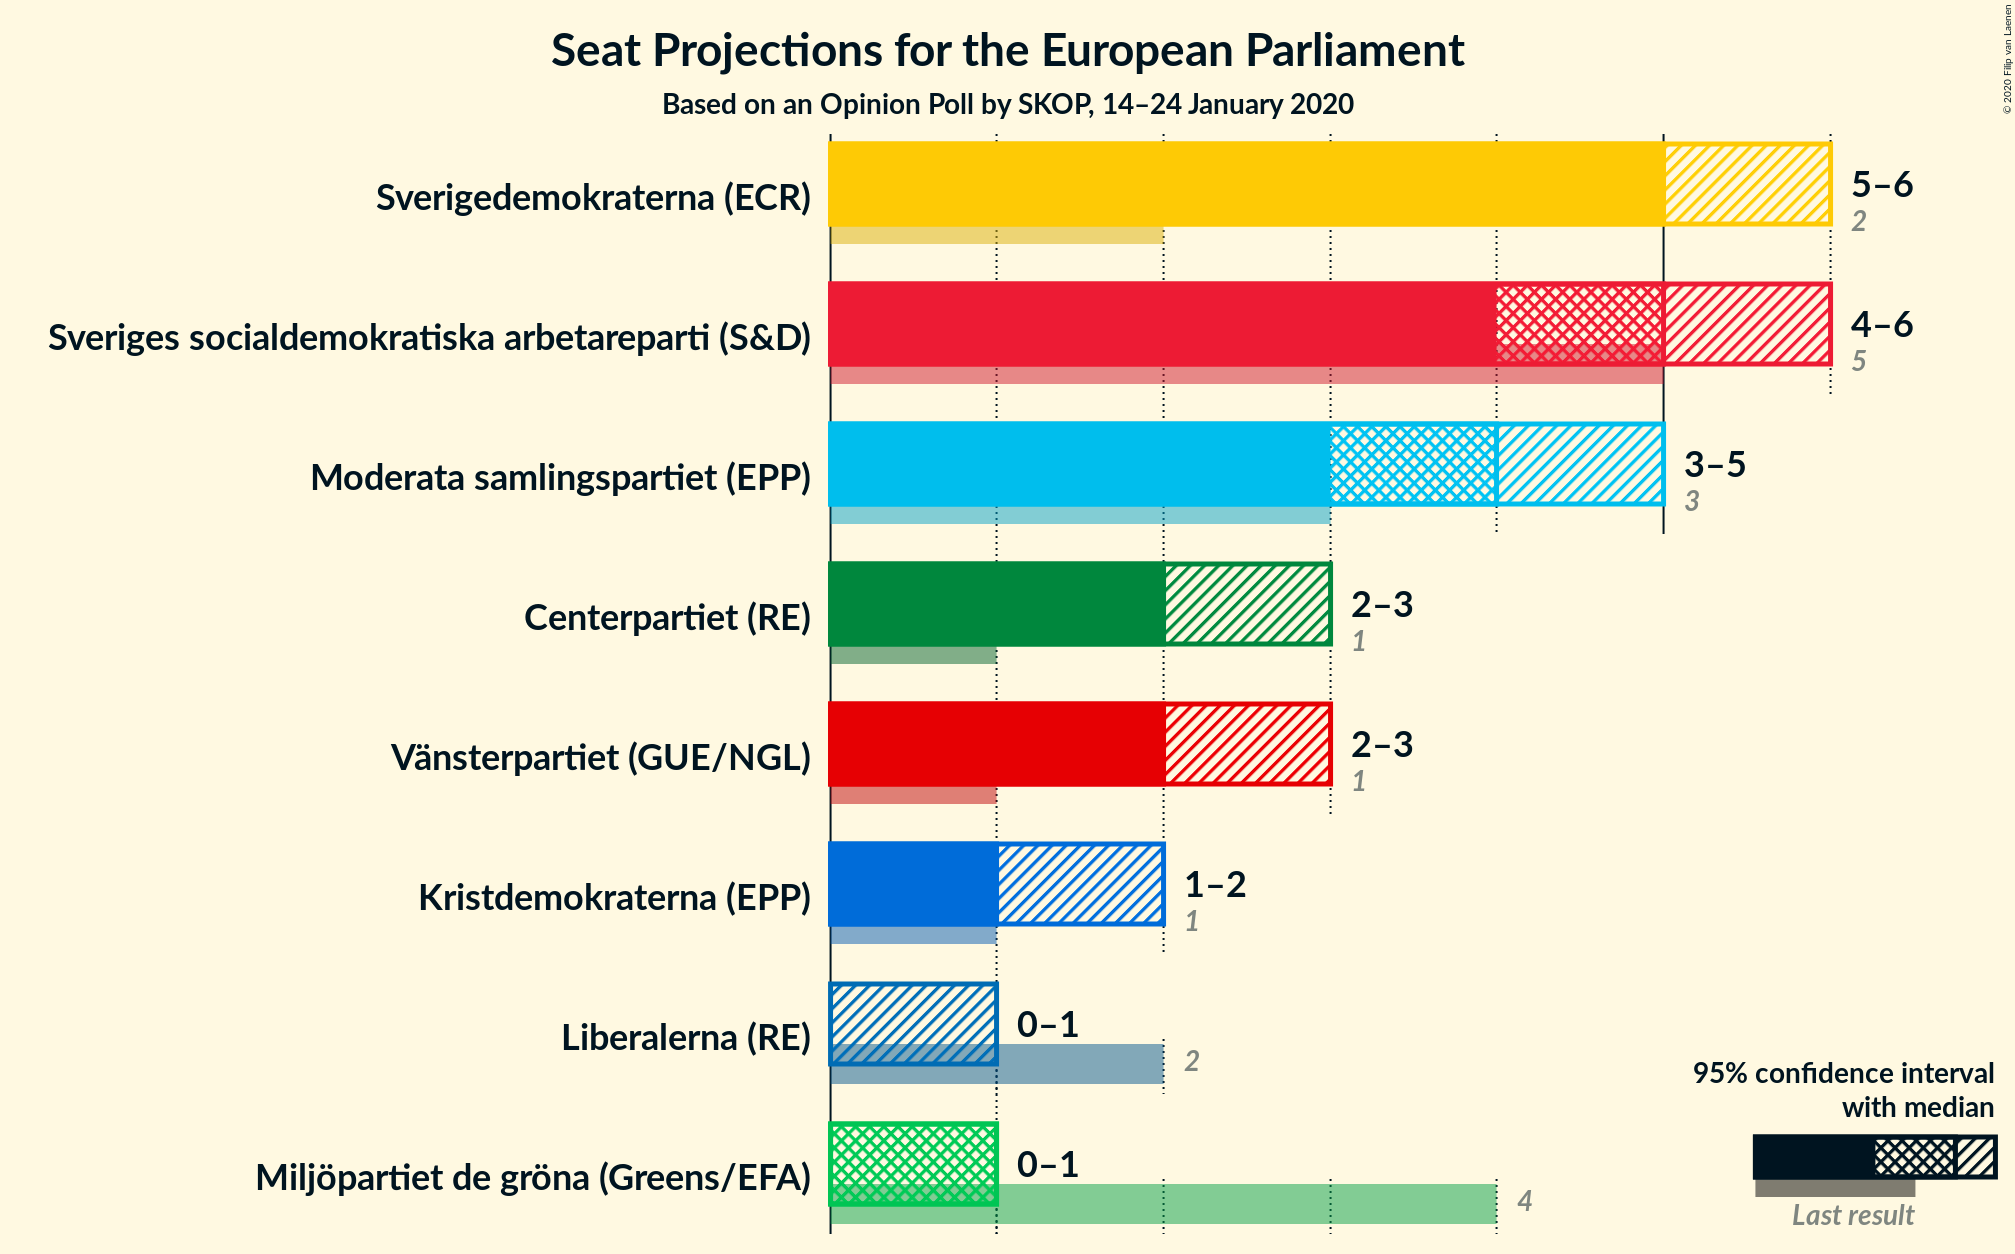 Seat Projections for the European Parliament
Based on an Opinion Poll by SKOP, 14–24 January 2020
© 2020 Filip van Laenen
Sverigedemokraterna (ECR)
5–6
2
Sveriges socialdemokratiska arbetareparti (S&D)
4–6
5
Moderata samlingspartiet (EPP)
3–5
3
Centerpartiet (RE)
2–3
1
Vänsterpartiet (GUE/NGL)
2–3
1
Kristdemokraterna (EPP)
1–2
1
Liberalerna (RE)
0–1
2
Miljöpartiet de gröna (Greens/EFA)
0–1
4
95% confidence interval
with median
Last result